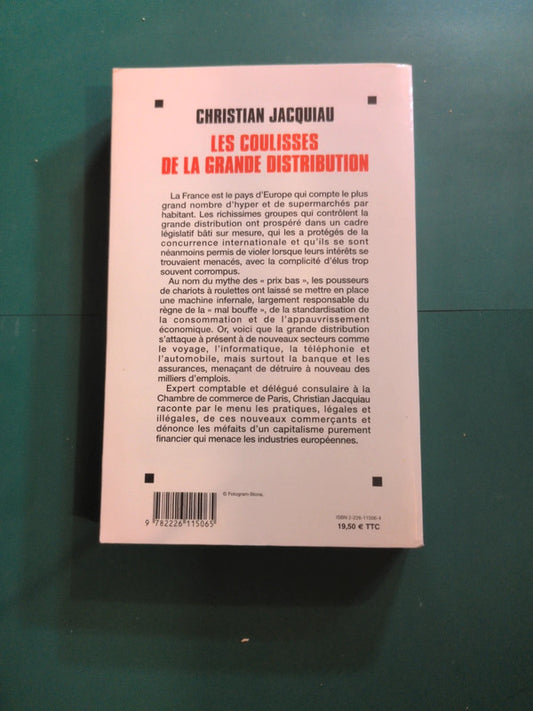 CHRISTIAN JACQUIAU
LES COULISSES
DE LA GRANDE DISTRIBUTION
La France est le pays d'Europe qui compte le plus
grand nombre d'hyper et de supermarchés par
habitant. Les richissimes groupes qui contrôlent la
grande distribution ont prospéré dans un cadre
législatif bâti sur mesure, qui les a protégés de la
concurrence internationale et qu'ils se sont
néanmoins permis de violer lorsque leurs intérêts se
trouvaient menacés, avec la complicité d'élus trop
souvent corrompus.
Au nom du mythe des « prix bas », les pousseurs
de chariots à roulettes ont laissé se mettre en place
une machine infernale, largement responsable du
règne de la « mal bouffe », de la standardisation de
la consommation et de l'appauvrissement
économique. Or, voici que la grande distribution
s'attaque à présent à de nouveaux secteurs comme
le voyage, l'informatique, la téléphonie et
l'automobile, mais surtout la banque et les
assurances, menaçant de détruire à nouveau des
milliers d'emplois.
Expert comptable et délégué consulaire à la
Chambre de commerce de Paris, Christian Jacquiau
raconte par le menu les pratiques, légales et
illégales, de ces nouveaux commerçants et
dénonce les méfaits d'un capitalisme purement
financier qui menace les industries européennes.
© Fotogram-Stone.
9 782226 115065
ISBN 2-226-11506-4
19,50 € TTC